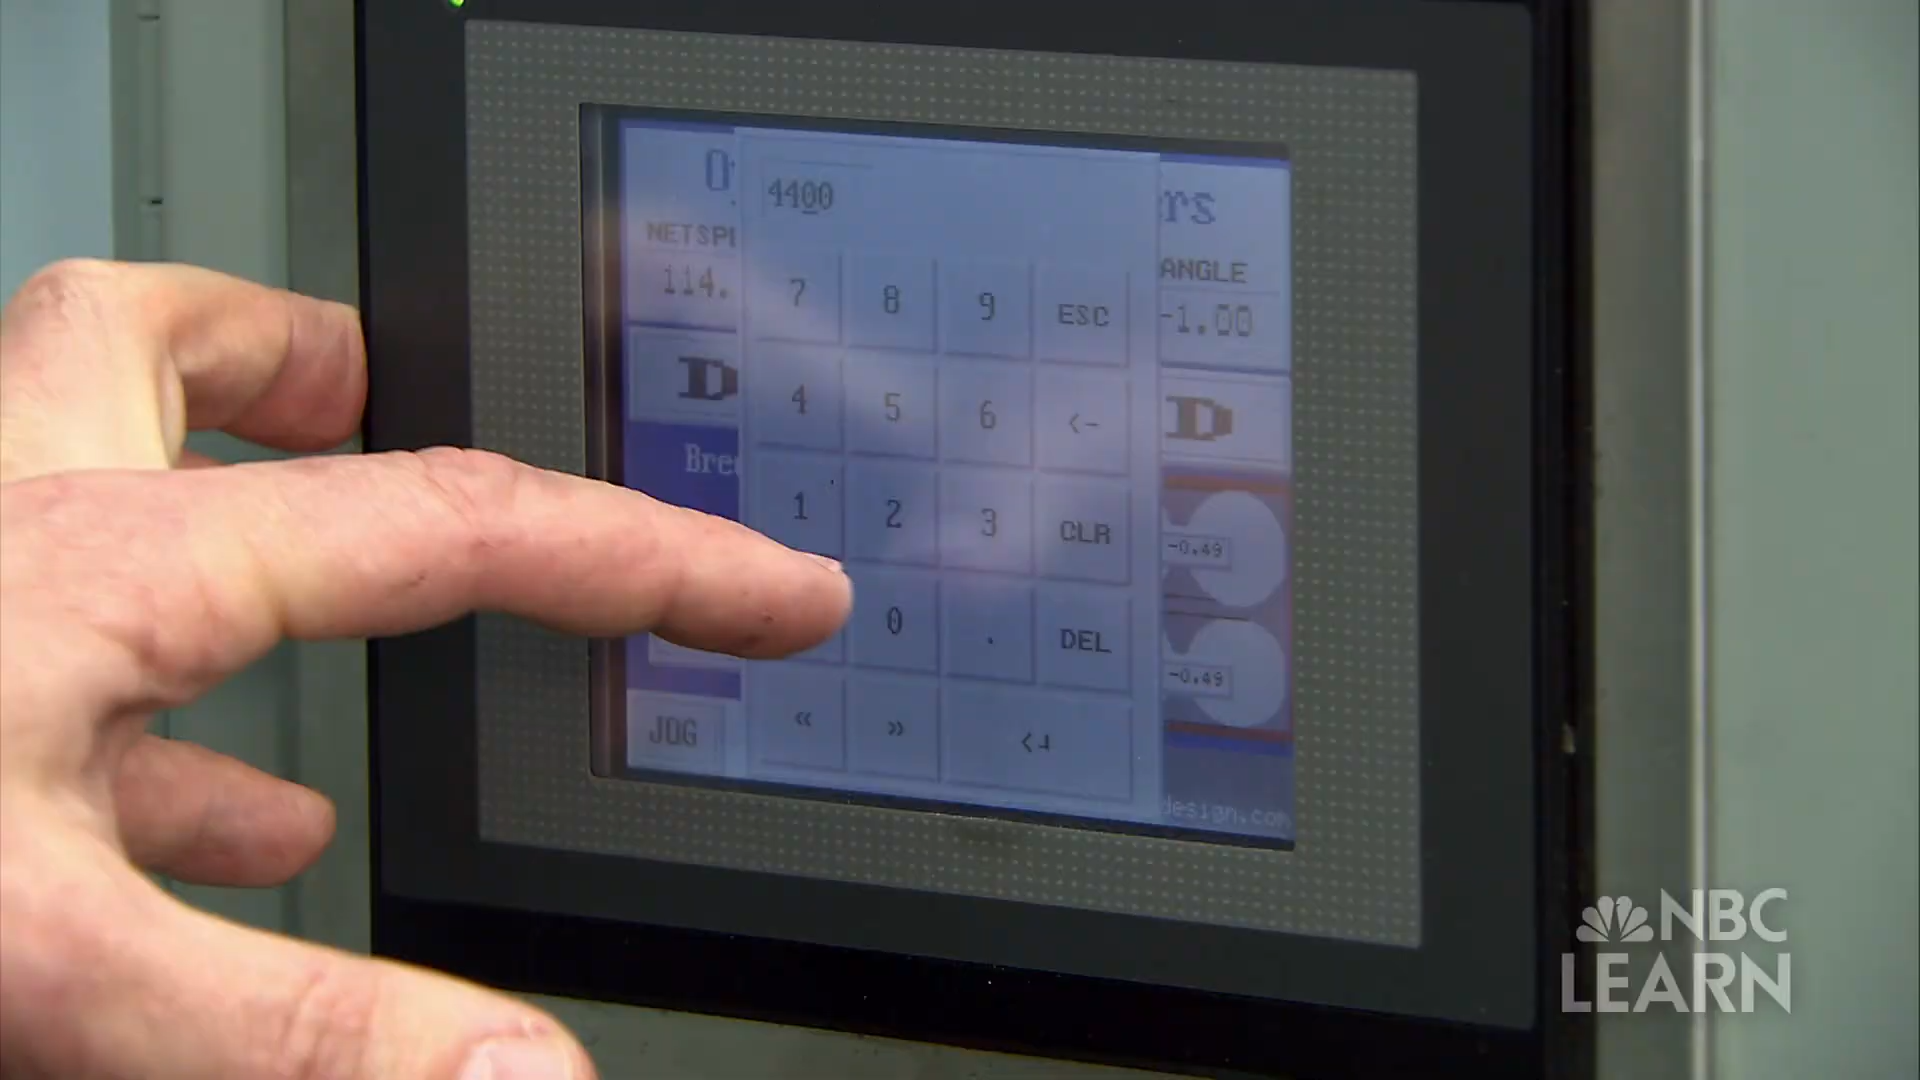 4400
NETSPE
114.
rs
ANGLE
-1.00
7 8 9 ESC
4 5 6 <-
1 2 3 CLR
0 . DEL
« » <┘
Bre
-0.49
-0.49
JOG
design.com
NBC
LEARN